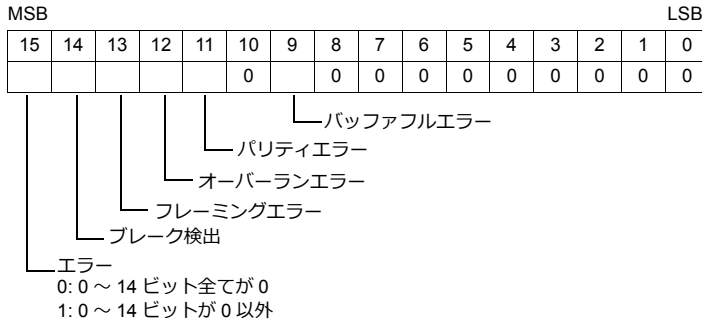 MSB LSB
15 14 13 12 11 10 9 8 7 6 5 4 3 2 1 0
0 0 0 0 0 0 0 0 0 0
バッファフルエラー
パリティエラー
オーバーランエラー
フレーミングエラー
ブレーク検出
エラー
0: 0 ～ 14 ビット全てが 0
1: 0 ～ 14 ビットが 0 以外